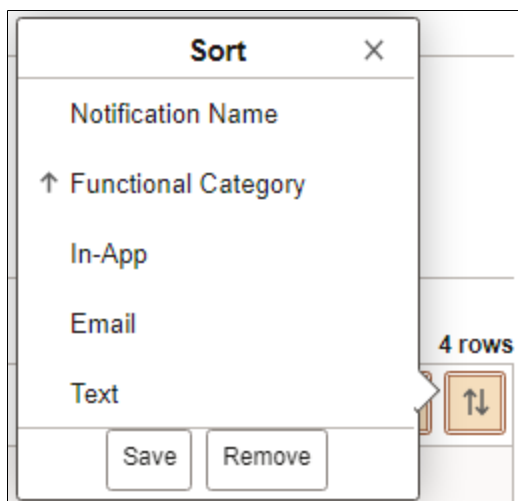 Sort
Notification Name
Functional Category
In-App
Email
4 rows
Text
Save Remove